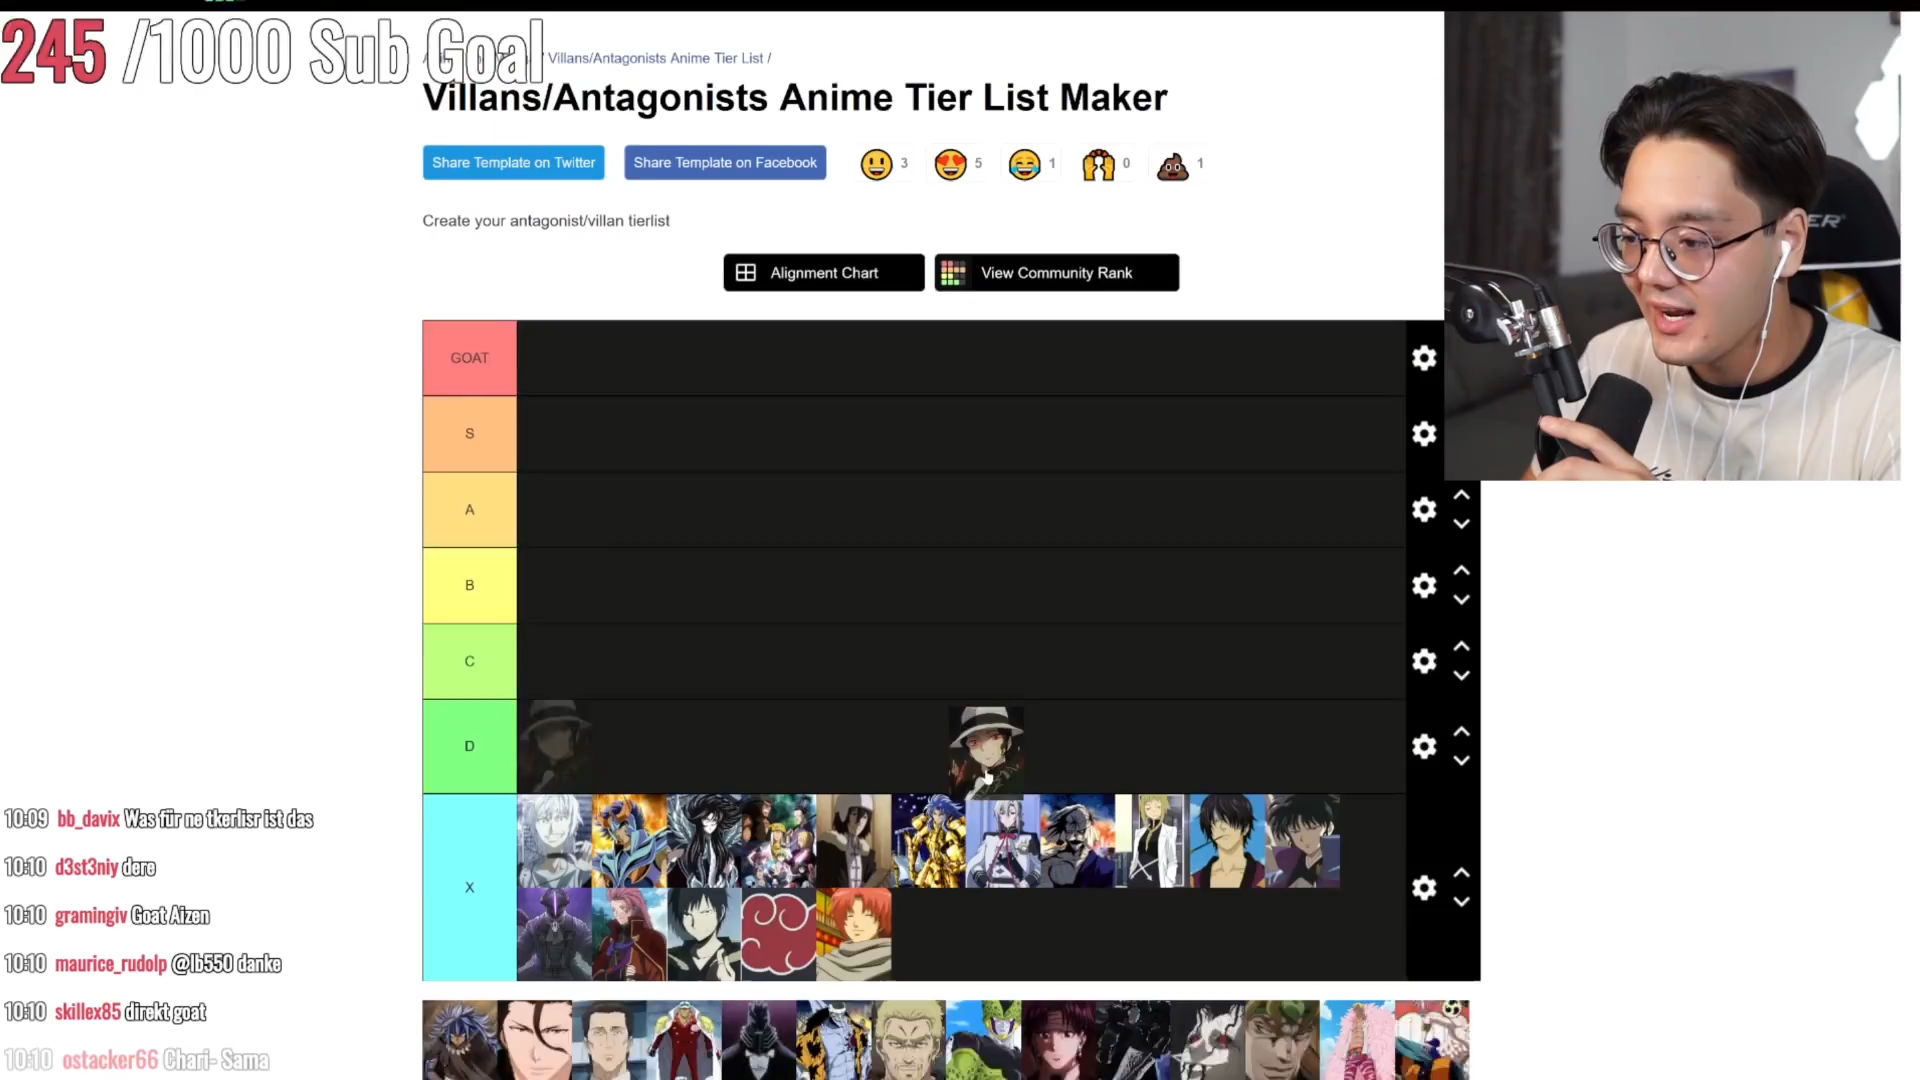 245 /1000 Sub Goal
/ Villans/Antagonists Anime Tier List /
Villans/Antagonists Anime Tier List Maker
Share Template on Twitter
Share Template on Facebook
3
5
1
0
1
Create your antagonist/villan tierlist
Alignment Chart
View Community Rank
GOAT
S
A
B
C
D
X
10:09 bb_davix Was für ne tkerlisr ist das
10:10 d3st3niy dere
10:10 gramingiv Goat Aizen
10:10 maurice_rudolp @lb550 danke
10:10 skillex85 direkt goat
10:10 ostacker66 Chari- Sama